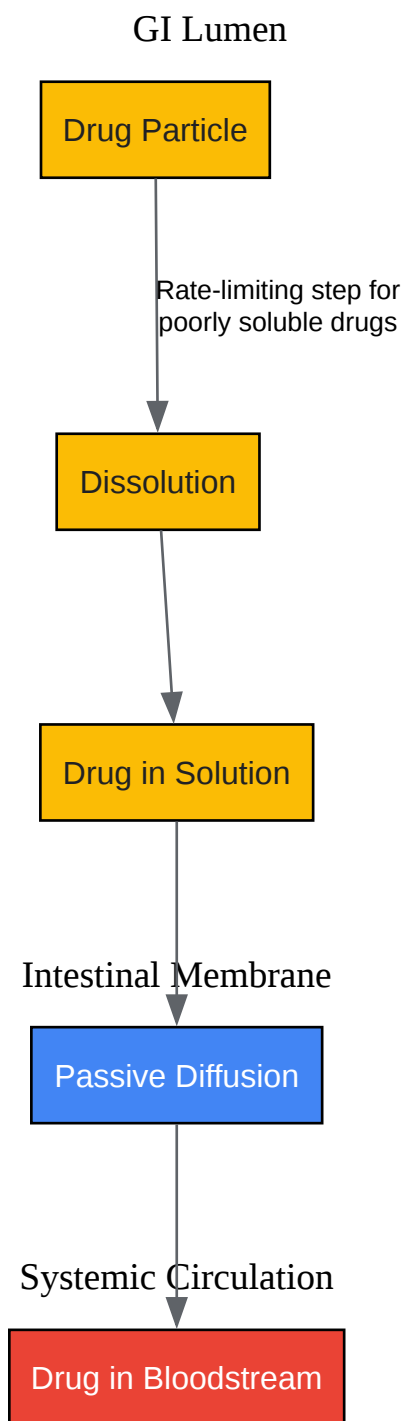 GI Lumen
Drug Particle
Rate-limiting step for
poorly soluble drugs
Dissolution
Drug in Solution
Intestinal Membrane
Passive Diffusion
Systemic Circulation
Drug in Bloodstream